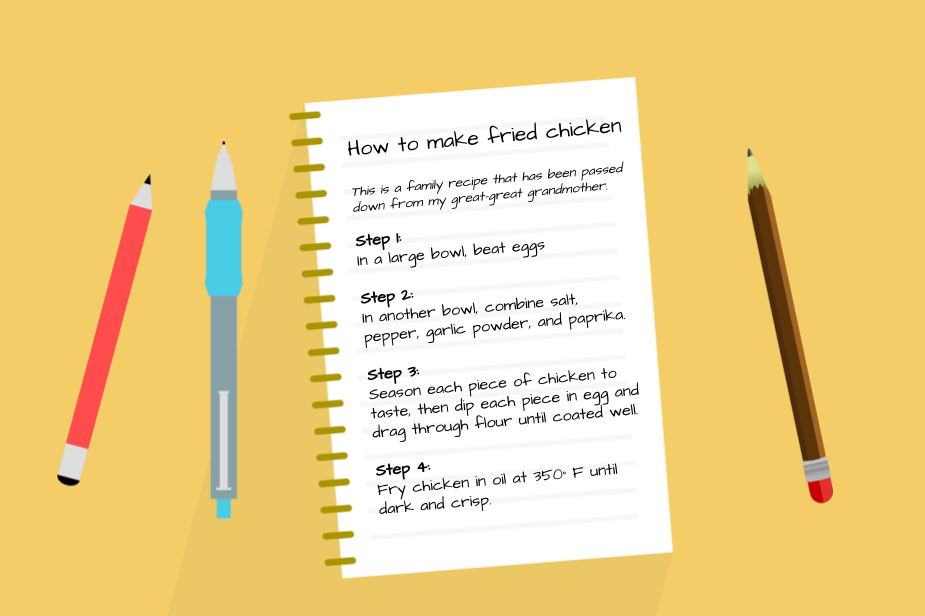 How to make fried chicken
This is a family recipe that has been passed
down from my great-great grandmother.
Step 1:
In a large bowl, beat eggs
Step 2:
In another bowl, combine salt,
pepper, garlic powder, and paprika.
Step 3:
Season each piece of chicken to
taste, then dip each piece in egg and
drag through flour until coated well.
Step 4:
Fry chicken in oil at 350° F until
dark and crisp.